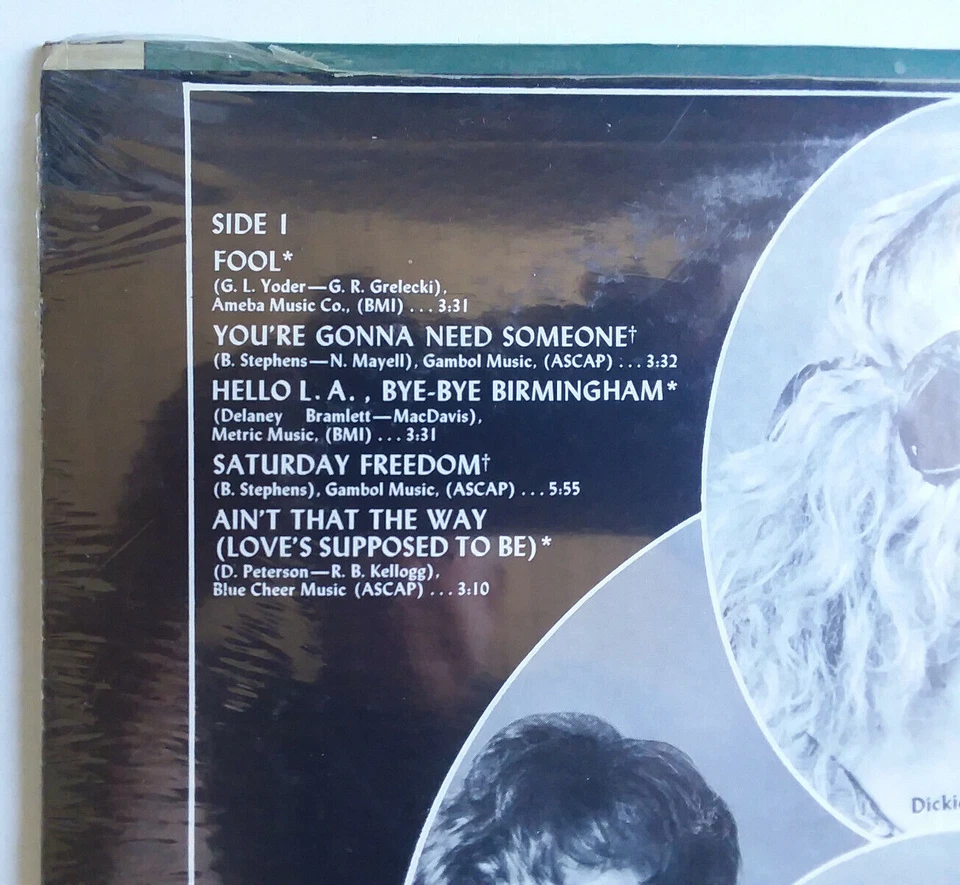 SIDE 1
FOOL*
(G. L. Yoder—G. R. Grelecki),
Ameba Music Co., (BMI) ... 3:31
YOU'RE GONNA NEED SOMEONE†
(B. Stephens—N. Mayell), Gambol Music, (ASCAP) ... 3:32
HELLO L. A. , BYE-BYE BIRMINGHAM*
(Delaney Bramlett—MacDavis),
Metric Music, (BMI) ... 3:31
SATURDAY FREEDOM†
(B. Stephens), Gambol Music, (ASCAP) ... 5:55
AIN'T THAT THE WAY
(LOVE'S SUPPOSED TO BE)*
(D. Peterson—R. B. Kellogg),
Blue Cheer Music (ASCAP) ... 3:10